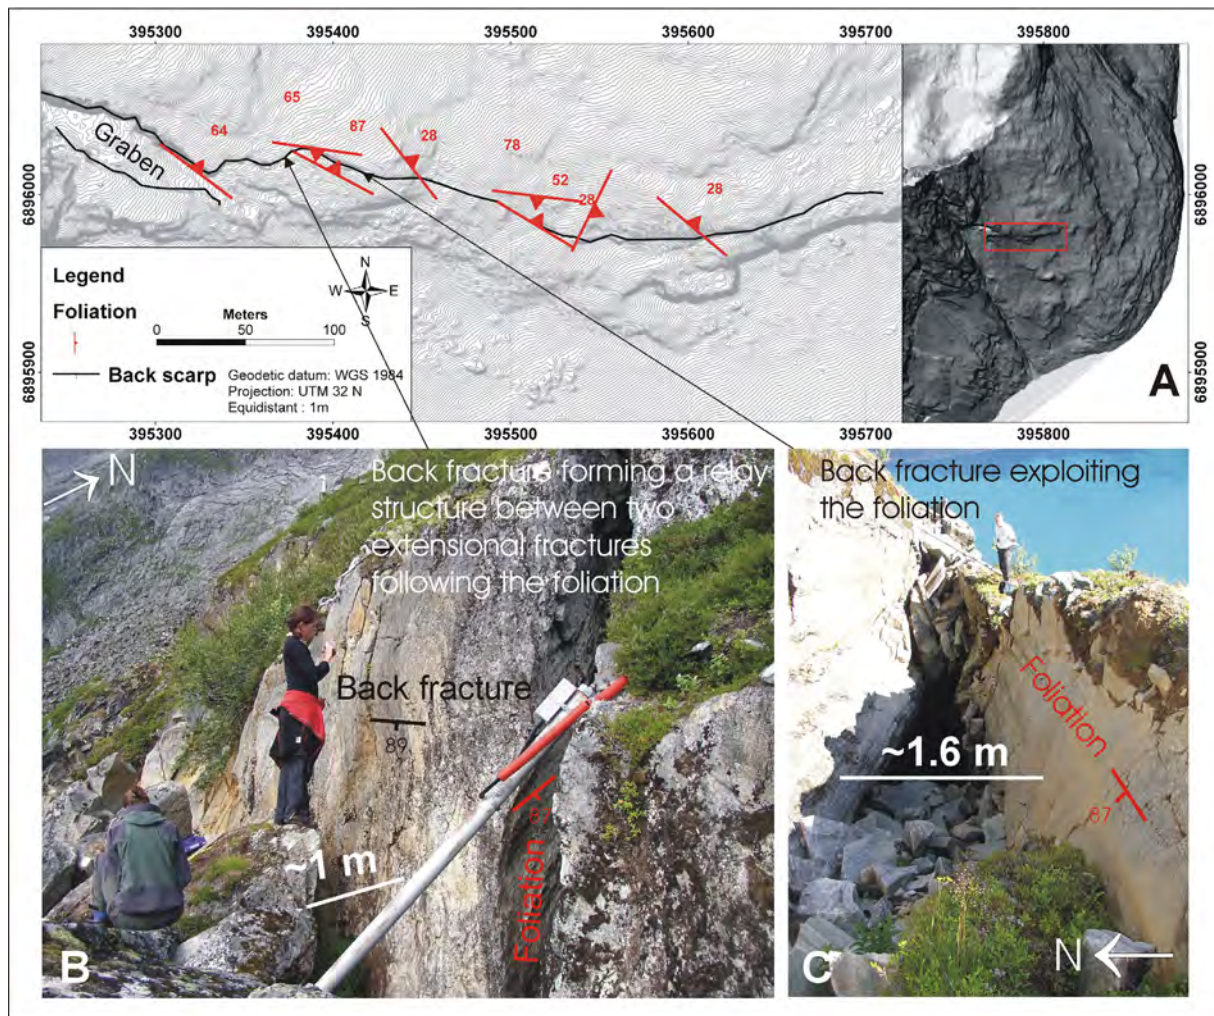 395300 395400 395500 395600 395700 395800
65
64
87
28
78
52
28
28
Graben
6896000
6895900
6896000
6895900
Legend
Foliation
Back scarp
N
W E
S
Meters
0 50 100
Geodetic datum: WGS 1984
Projection: UTM 32 N
Equidistant : 1m
A
395300 395400 395500 395600 395700 395800
N
Back fracture forming a relay
structure between two
extensional fractures
following the foliation
Back fracture
89
~1 m
Foliation
B
Back fracture exploiting
the foliation
Foliation
~1.6 m
87
C
N